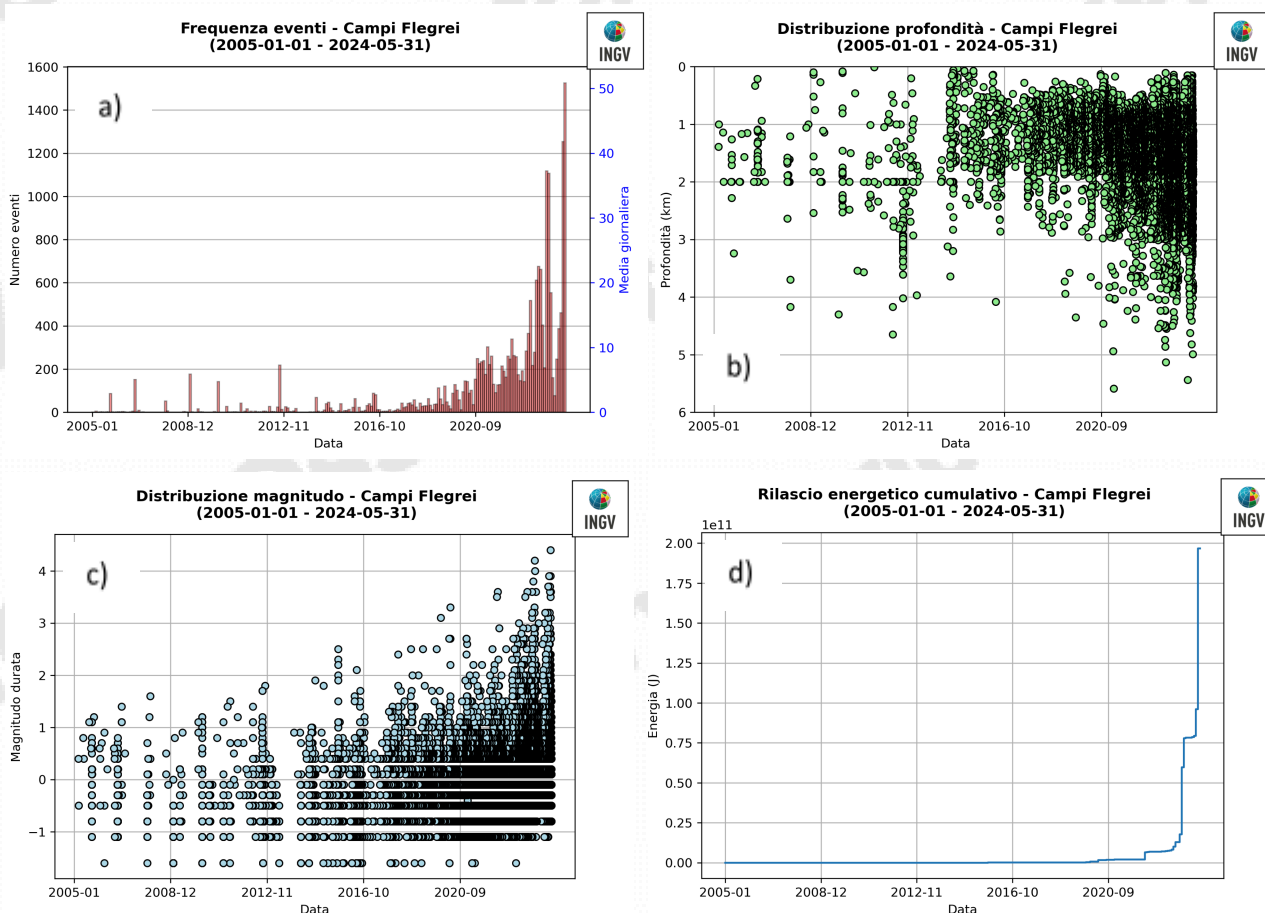 Frequenza eventi - Campi Flegrei
(2005-01-01 - 2024-05-31)
INGV
a)
1600
1400
1200
1000
800
600
400
200
0
Numero eventi
50
40
30
20
10
0
Media giornaliera
2005-01 2008-12 2012-11 2016-10 2020-09
Data
Distribuzione profondità - Campi Flegrei
(2005-01-01 - 2024-05-31)
INGV
b)
0
1
2
3
4
5
6
Profondità (km)
2005-01 2008-12 2012-11 2016-10 2020-09
Data
Distribuzione magnitudo - Campi Flegrei
(2005-01-01 - 2024-05-31)
INGV
c)
4
3
2
1
0
−1
Magnitudo durata
2005-01 2008-12 2012-11 2016-10 2020-09
Data
Rilascio energetico cumulativo - Campi Flegrei
(2005-01-01 - 2024-05-31)
INGV
1e11
d)
2.00
1.75
1.50
1.25
1.00
0.75
0.50
0.25
0.00
Energia (J)
2005-01 2008-12 2012-11 2016-10 2020-09
Data